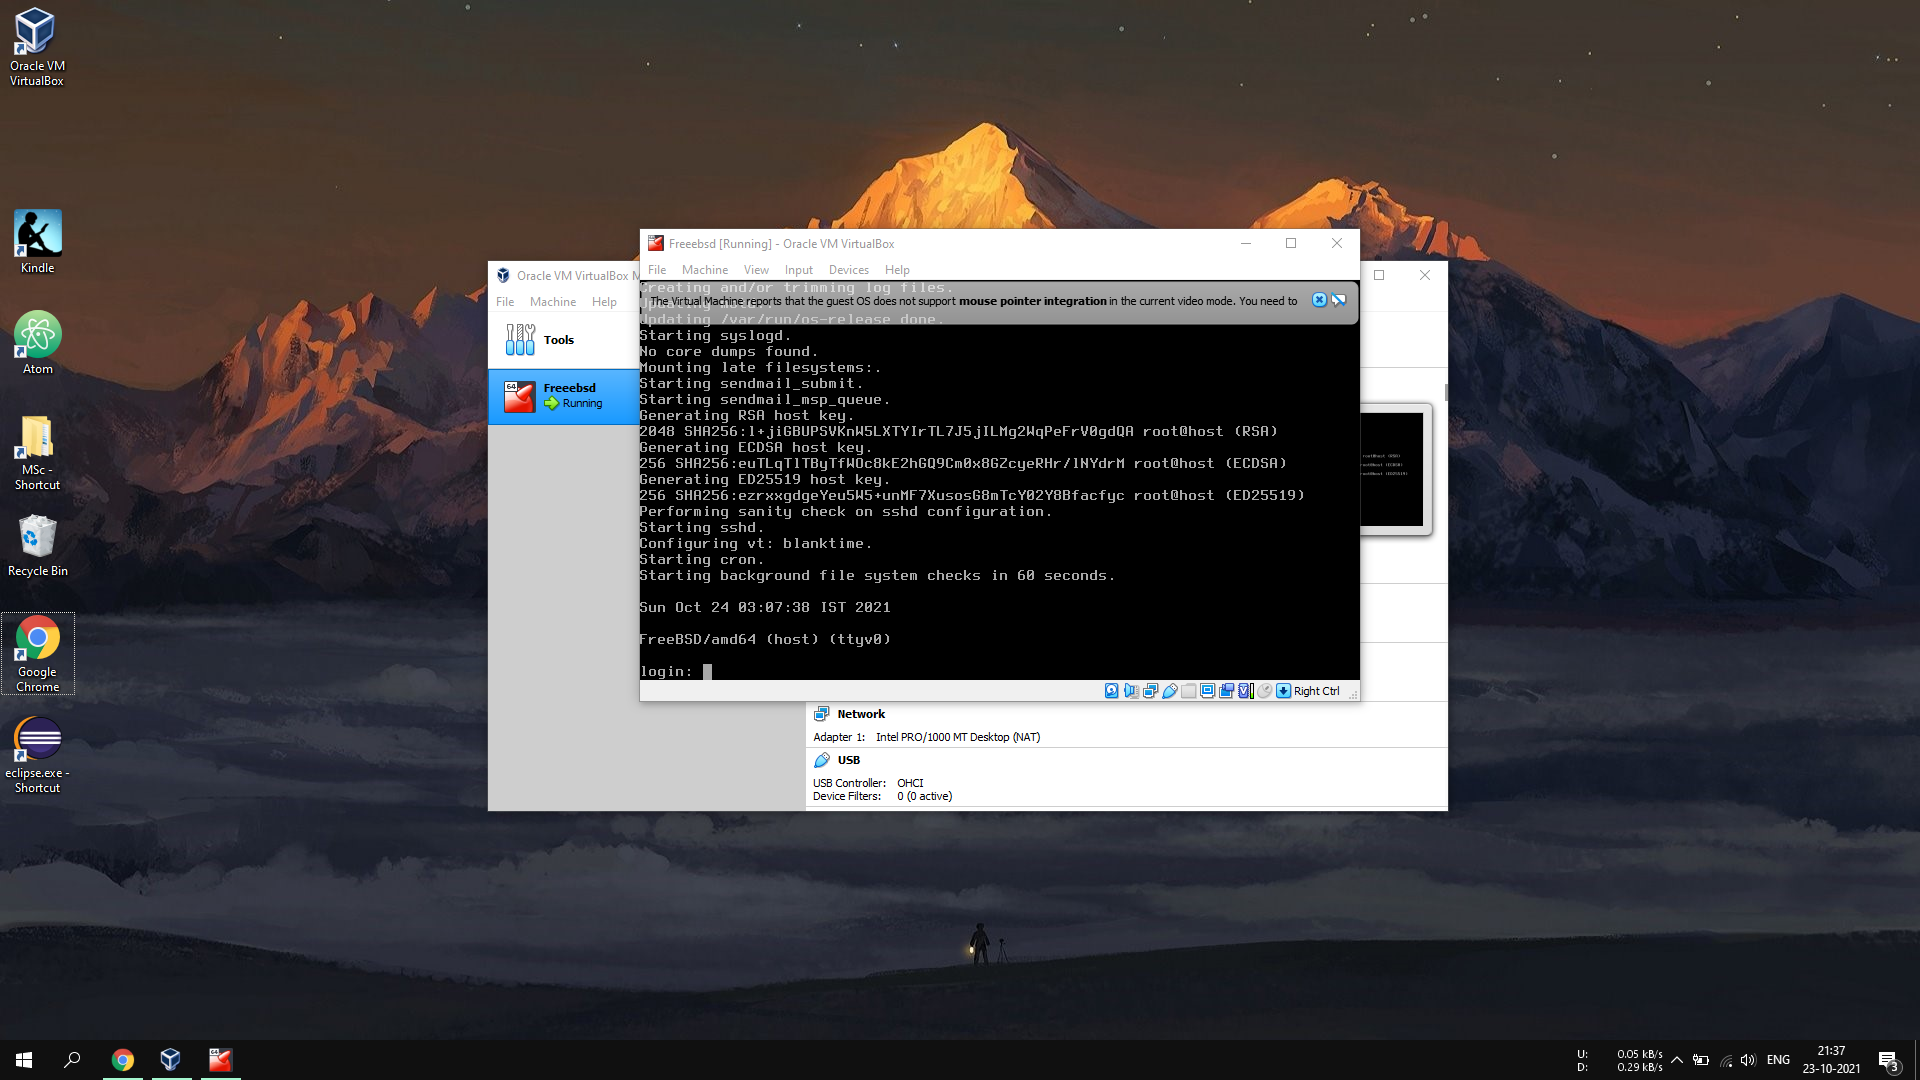 Oracle VM
VirtualBox
Kindle
Atom
MSc -
Shortcut
Recycle Bin
Google
Chrome
eclipse.exe -
Shortcut
Oracle VM VirtualBox M
File Machine Help
Tools
64
Freeebsd
Running
Freeebsd [Running] - Oracle VM VirtualBox
File Machine View Input Devices Help
Creating and/or trimming log files.
The Virtual Machine reports that the guest OS does not support mouse pointer integration in the current video mode. You need to
Updating /var/run/os-release done.
Starting syslogd.
No core dumps found.
Mounting late filesystems:.
Starting sendmail_submit.
Starting sendmail_msp_queue.
Generating RSA host key.
2048 SHA256:l+jiGBUPSVKnW5LXTYIrTL7J5jILMg2WqPeFrV0gdQA root@host (RSA)
Generating ECDSA host key.
256 SHA256:euTLqTlTByTfWOc8kE2hGQ9Cm0x8GZcyeRHr/lNYdrM root@host (ECDSA)
Generating ED25519 host key.
256 SHA256:ezrxxgdgeYeu5W5+unMF7XusosG8mTcY02Y8Bfacfyc root@host (ED25519)
Performing sanity check on sshd configuration.
Starting sshd.
Configuring vt: blanktime.
Starting cron.
Starting background file system checks in 60 seconds.
Sun Oct 24 03:07:38 IST 2021
FreeBSD/amd64 (host) (ttyv0)
login:
Right Ctrl
Network
Adapter 1: Intel PRO/1000 MT Desktop (NAT)
USB
USB Controller: OHCI
Device Filters: 0 (0 active)
U: 0.05 kB/s
D: 0.29 kB/s
ENG
21:37
23-10-2021
3